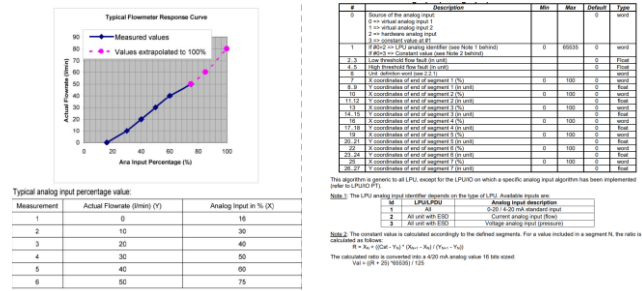 Typical Flowmeter Response Curve
Measured values
Values extrapolated to 100%
Actual Flowrate (l/min)
90
80
70
60
50
40
30
20
10
0
0 20 40 60 80 100
Ana Input Percentage (%)
Typical analog input percentage value:
Measurement Actual Flowrate (l/min) (Y) Analog Input in % (X)
1 0 16
2 10 30
3 20 40
4 30 50
5 40 60
6 50 75
# Description Min Max Default Type
0 Source of the analog input 0 word
0 => virtual analog input 1
1 => virtual analog input 2
2 => hardware analog input
3 => constant value at #1
1 If #0=2 => LPU analog identifier (see Note 1 behind) 0 65535 0 word
If #0=3 => Constant value (see Note 2 behind)
2..3 Low threshold flow fault (in unit) 0 Float
4..5 High threshold flow fault (in unit) 0 Float
6 Unit definition word (see 2.2.1) 0 word
7 X coordinates of end of segment 1 (%) 0 100 0 word
8..9 Y coordinates of end of segment 1 (in unit) 0 float
10 X coordinates of end of segment 2 (%) 0 100 0 word
11.12 Y coordinates of end of segment 2 (in unit) 0 float
13 X coordinates of end of segment 3 (%) 0 100 0 word
14..15 Y coordinates of end of segment 3 (in unit) 0 float
16 X coordinates of end of segment 4 (%) 0 100 0 word
17..18 Y coordinates of end of segment 4 (in unit) 0 float
19 X coordinates of end of segment 5 (%) 0 100 0 word
20..21 Y coordinates of end of segment 5 (in unit) 0 float
22 X coordinates of end of segment 6 (%) 0 100 0 word
23..24 Y coordinates of end of segment 6 (in unit) 0 float
25 X coordinates of end of segment 7 (%) 0 100 0 word
26..27 Y coordinates of end of segment 7 (in unit) 0 float
This algorithm is generic to all LPU, except for the LPU/IO on which a specific analog input algorithm has been implemented
(refer to LPU/IO PT).
Note 1: The LPU analog input identifier depends on the type of LPU. Available inputs are:
Id LPU/LPDU Analog input description
1 All 0-20 / 4-20 mA standard input
2 All unit with ESD Current analog input (flow)
3 All unit with ESD Voltage analog input (pressure)
Note 2: The constant value is calculated accordingly to the defined segments. For a value included in a segment N, the ratio is
calculated as follows:
R = Xₙ + ((Cst - Yₙ) * (Xₙ₊₁ - Xₙ) / (Yₙ₊₁ - Yₙ))
The calculated ratio is converted into a 4/20 mA analog value 16 bits sized
Val = ((R + 25) *65535) / 125